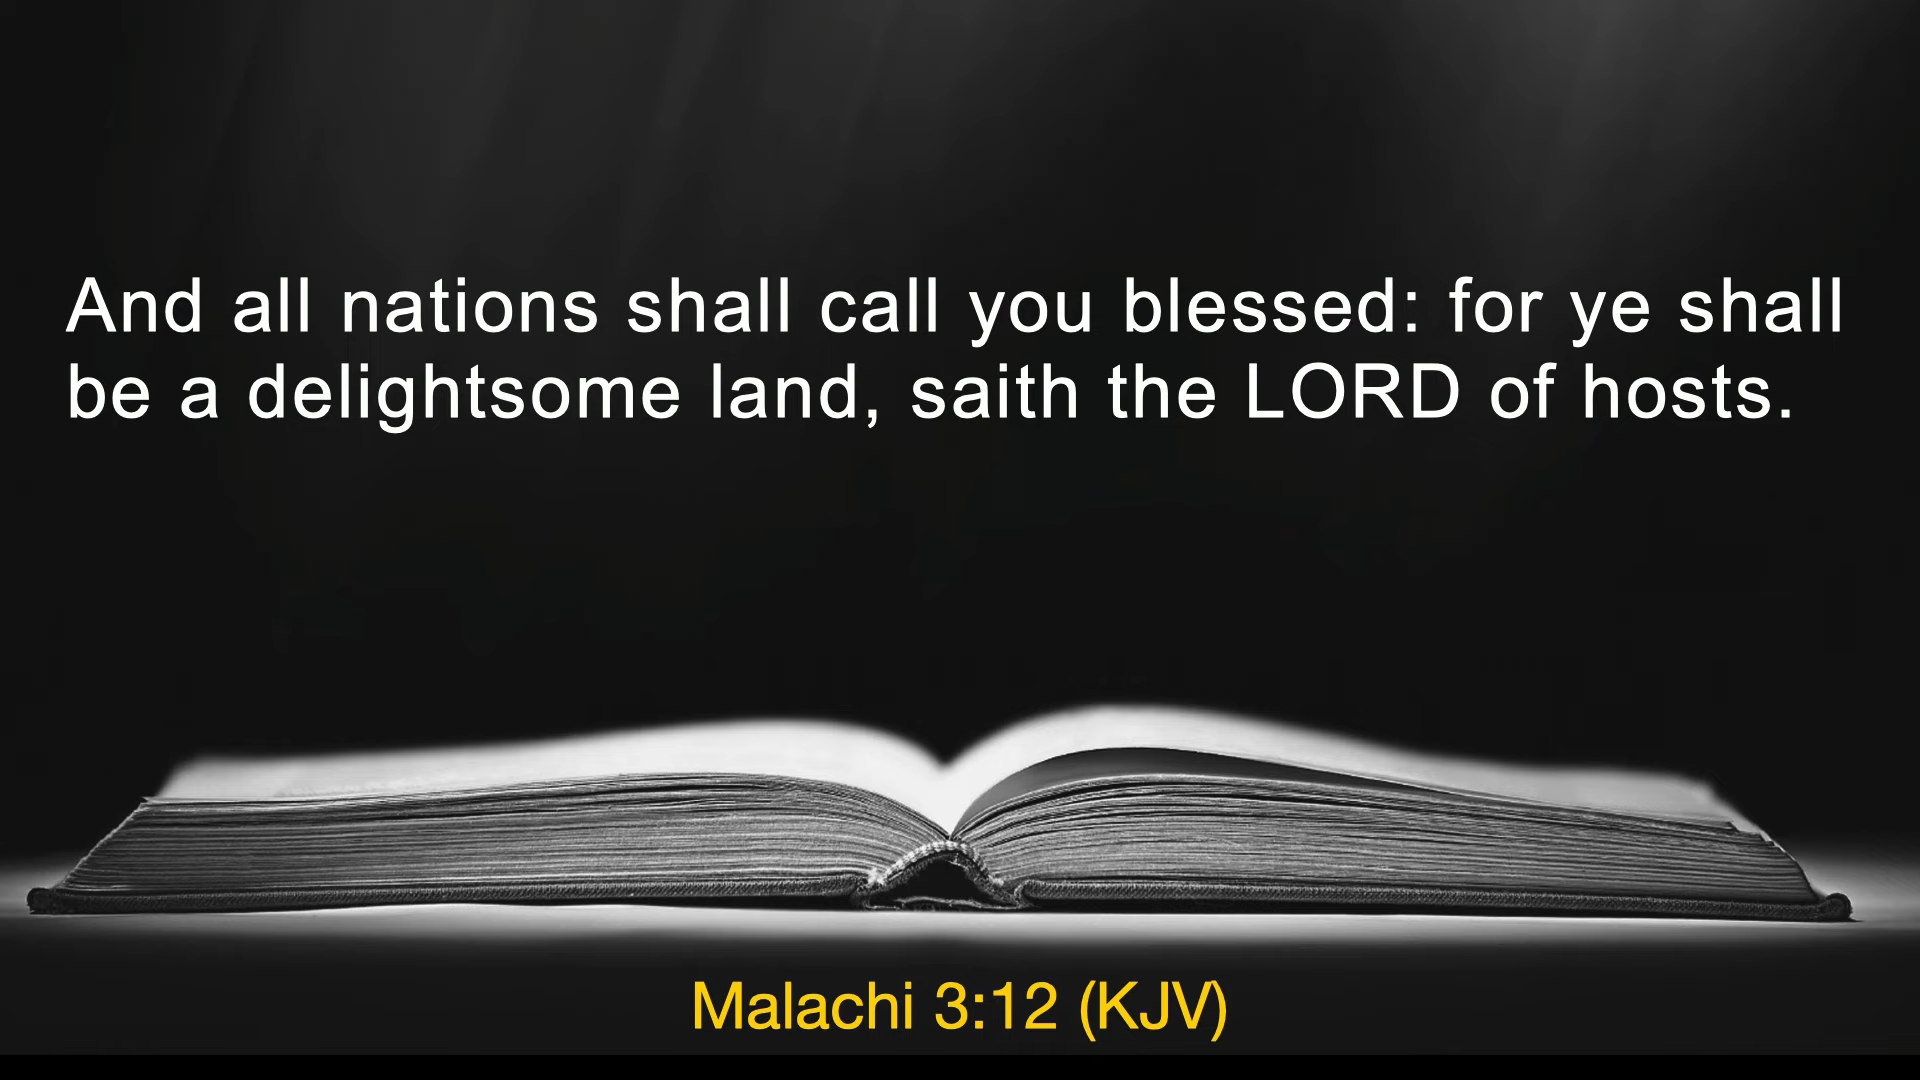 And all nations shall call you blessed: for ye shall
be a delightsome land, saith the LORD of hosts.
Malachi 3:12 (KJV)